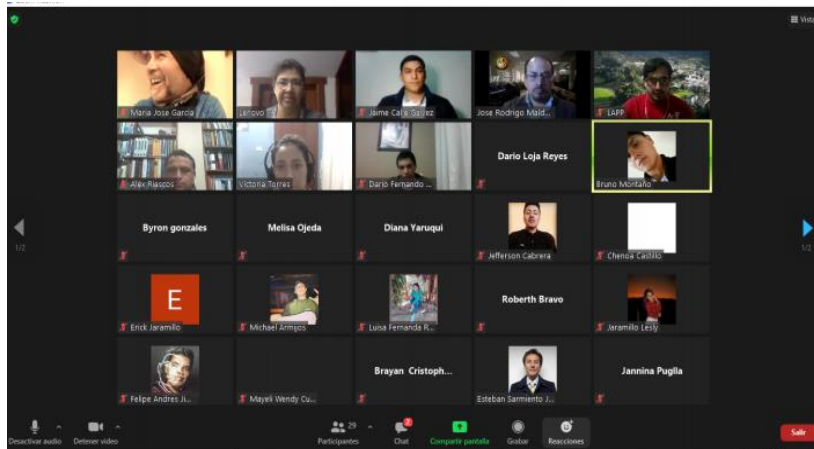 Vista
Maria Jose Garcia
Lenovo
Jaime
Jose Rodrigo Mald...
LAPP
Alex Riascos
Victoria Torres
Dario Fernando ...
Dario Loja Reyes
Bruno Montaño
Byron gonzales
Melisa Ojeda
Diana Yaruqui
Jefferson Cabrera
Chenoa Castillo
1/2
1/2
E
Erick Jaramillo
Michael Armijos
Luisa Fernanda R...
Roberth Bravo
Jaramillo Lesly
Felipe Andres Ji...
Mayeli Wendy Cu...
Brayan Cristoph...
Esteban Sarmiento J...
Jannina Puglla
Desactivar audio
Detener video
29
Participantes
2
Chat
Compartir pantalla
Grabar
Reacciones
Salir